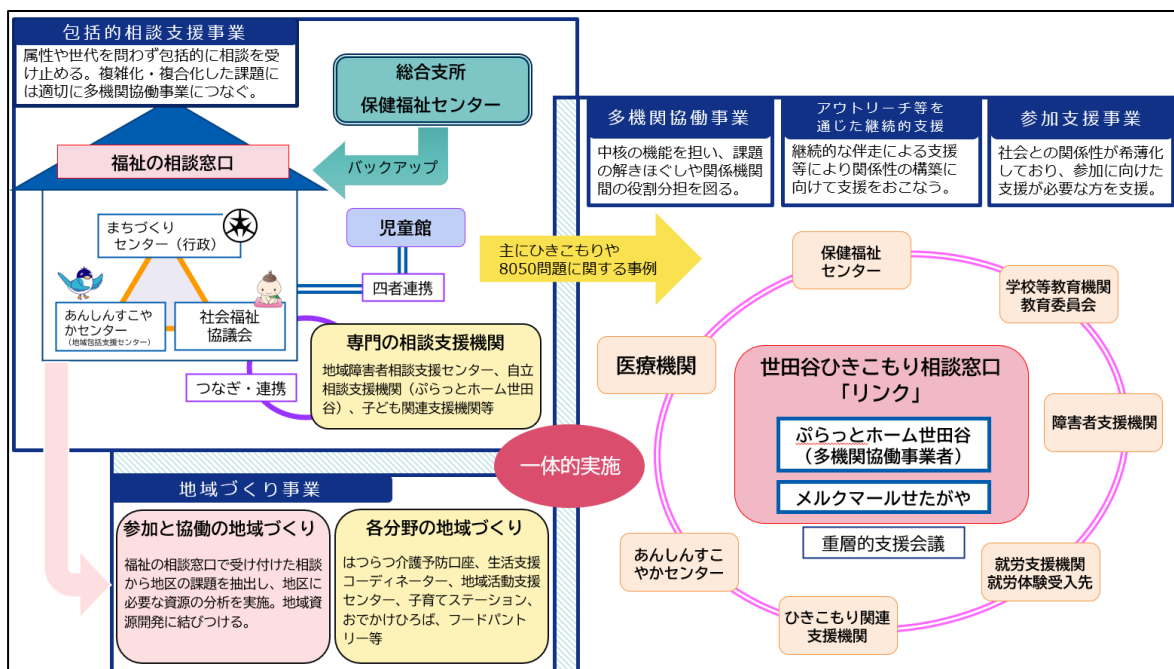 包括的相談支援事業
属性や世代を問わず包括的に相談を受
け止める。複雑化・複合化した課題に
は適切に多機関協働事業につなぐ。
総合支所
保健福祉センター
バックアップ
福祉の相談窓口
まちづくり
センター（行政）
あんしんすこや
かセンター
（地域包括支援センター）
社会福祉
協議会
児童館
四者連携
つなぎ・連携
専門の相談支援機関
地域障害者相談支援センター、自立
相談支援機関（ぷらっとホーム世田
谷）、子ども関連支援機関等
主にひきこもりや
8050問題に関する事例
多機関協働事業
中核の機能を担い、課題
の解きほぐしや関係機関
間の役割分担を図る。
アウトリーチ等を
通じた継続的支援
継続的な伴走による支援
等により関係性の構築に
向けて支援をおこなう。
参加支援事業
社会との関係性が希薄化
しており、参加に向けた
支援が必要な方を支援。
保健福祉
センター
学校等教育機関
教育委員会
医療機関
世田谷ひきこもり相談窓口
「リンク」
ぷらっとホーム世田谷
（多機関協働事業者）
メルクマールせたがや
重層的支援会議
障害者支援機関
あんしんすこ
やかセンター
就労支援機関
就労体験受入先
ひきこもり関連
支援機関
一体的実施
地域づくり事業
参加と協働の地域づくり
福祉の相談窓口で受け付けた相談
から地区の課題を抽出し、地区に
必要な資源の分析を実施。地域資
源開発に結びつける。
各分野の地域づくり
はつらつ介護予防口座、生活支援
コーディネーター、地域活動支援
センター、子育てステーション、
おでかけひろば、フードパント
リー等